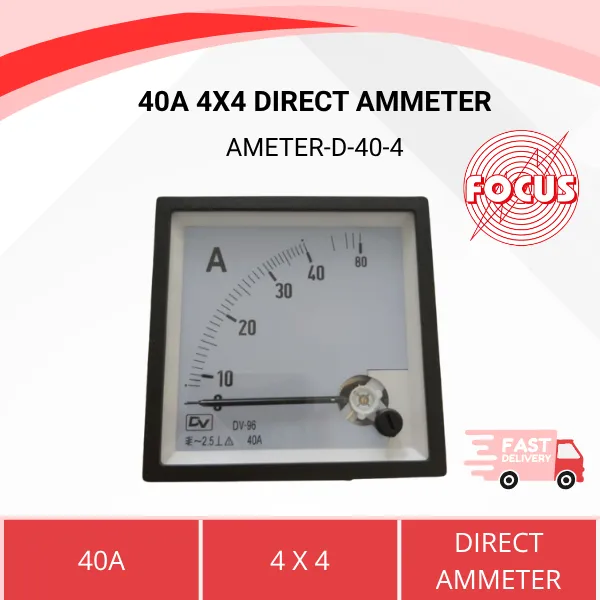 40A 4X4 DIRECT AMMETER
AMETER-D-40-4
FOCUS
A
0
10
20
30
40
80
DV
DV-96
~2.5⊥
40A
FAST
DELIVERY
40A
4 X 4
DIRECT
AMMETER